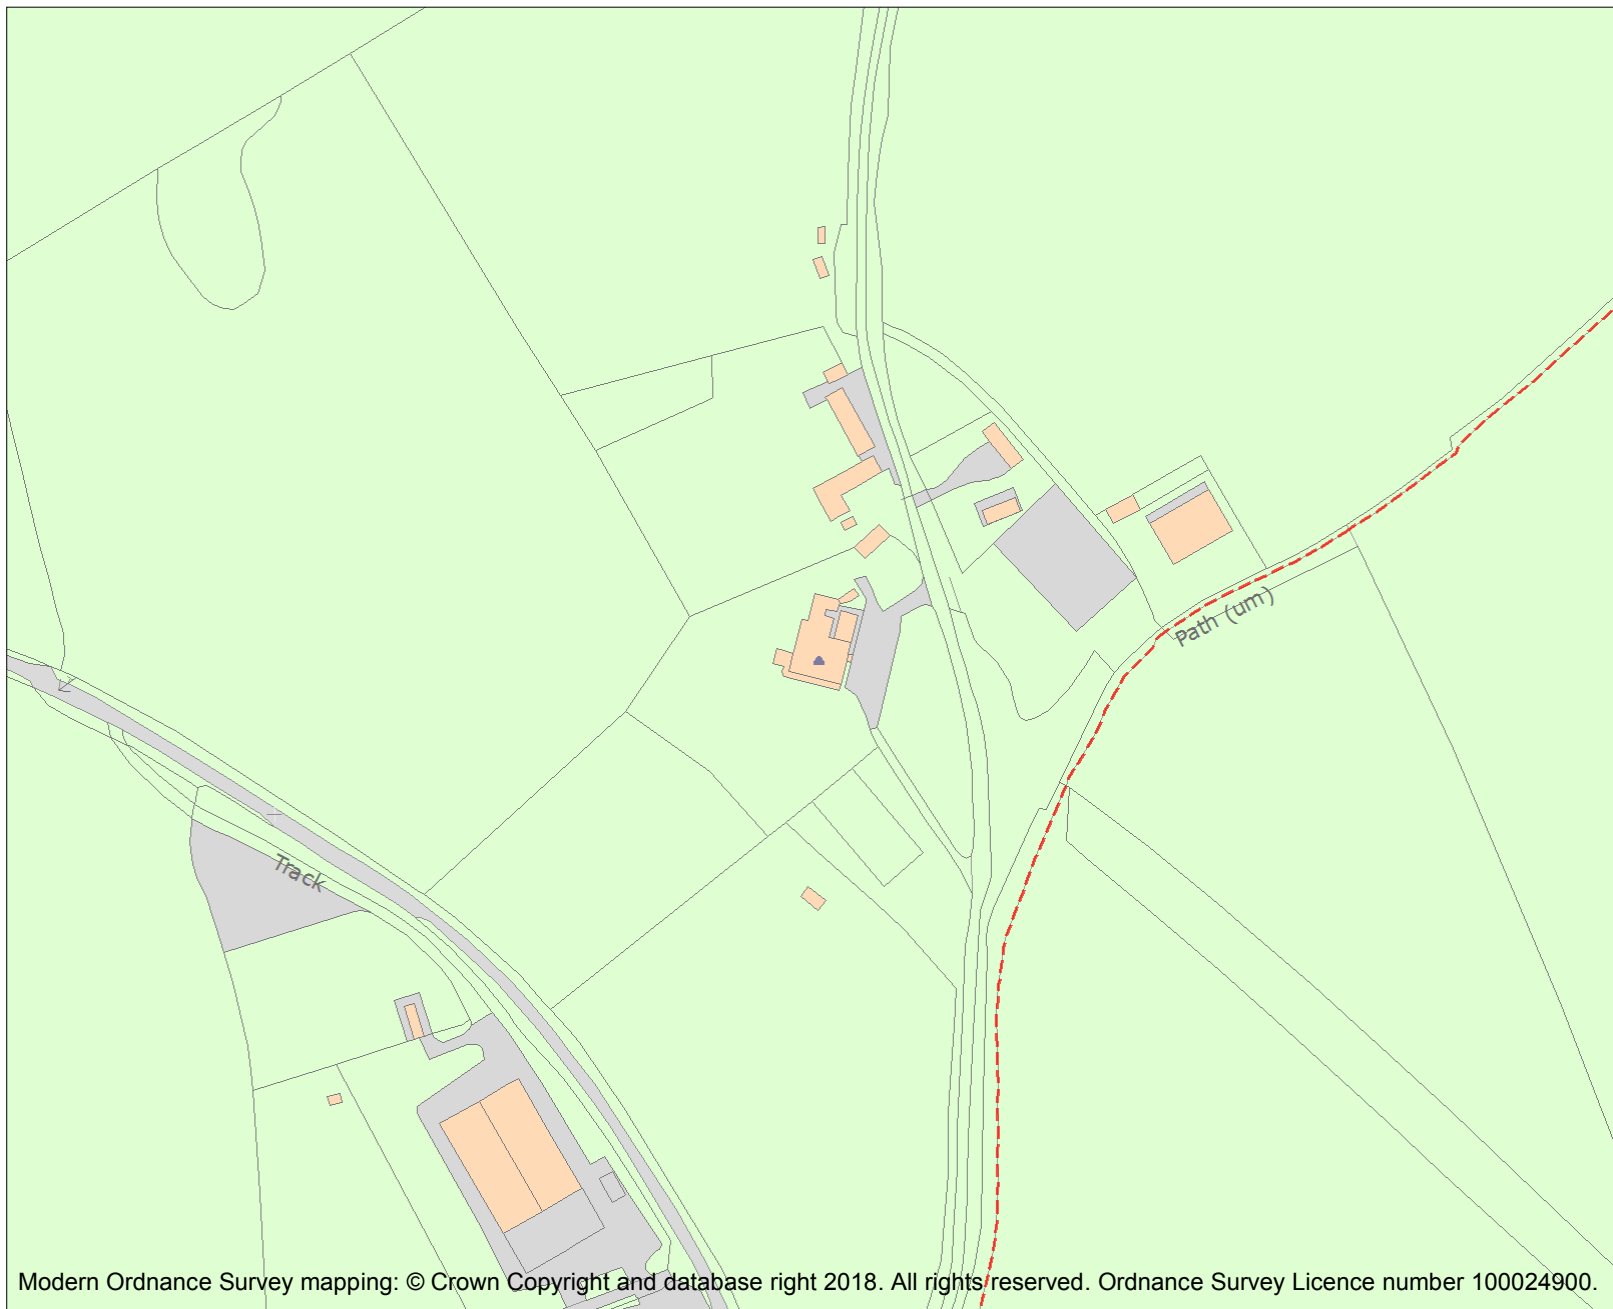 Path (um)
Track
Modern Ordnance Survey mapping: © Crown Copyright and database right 2018. All rights reserved. Ordnance Survey Licence number 100024900.